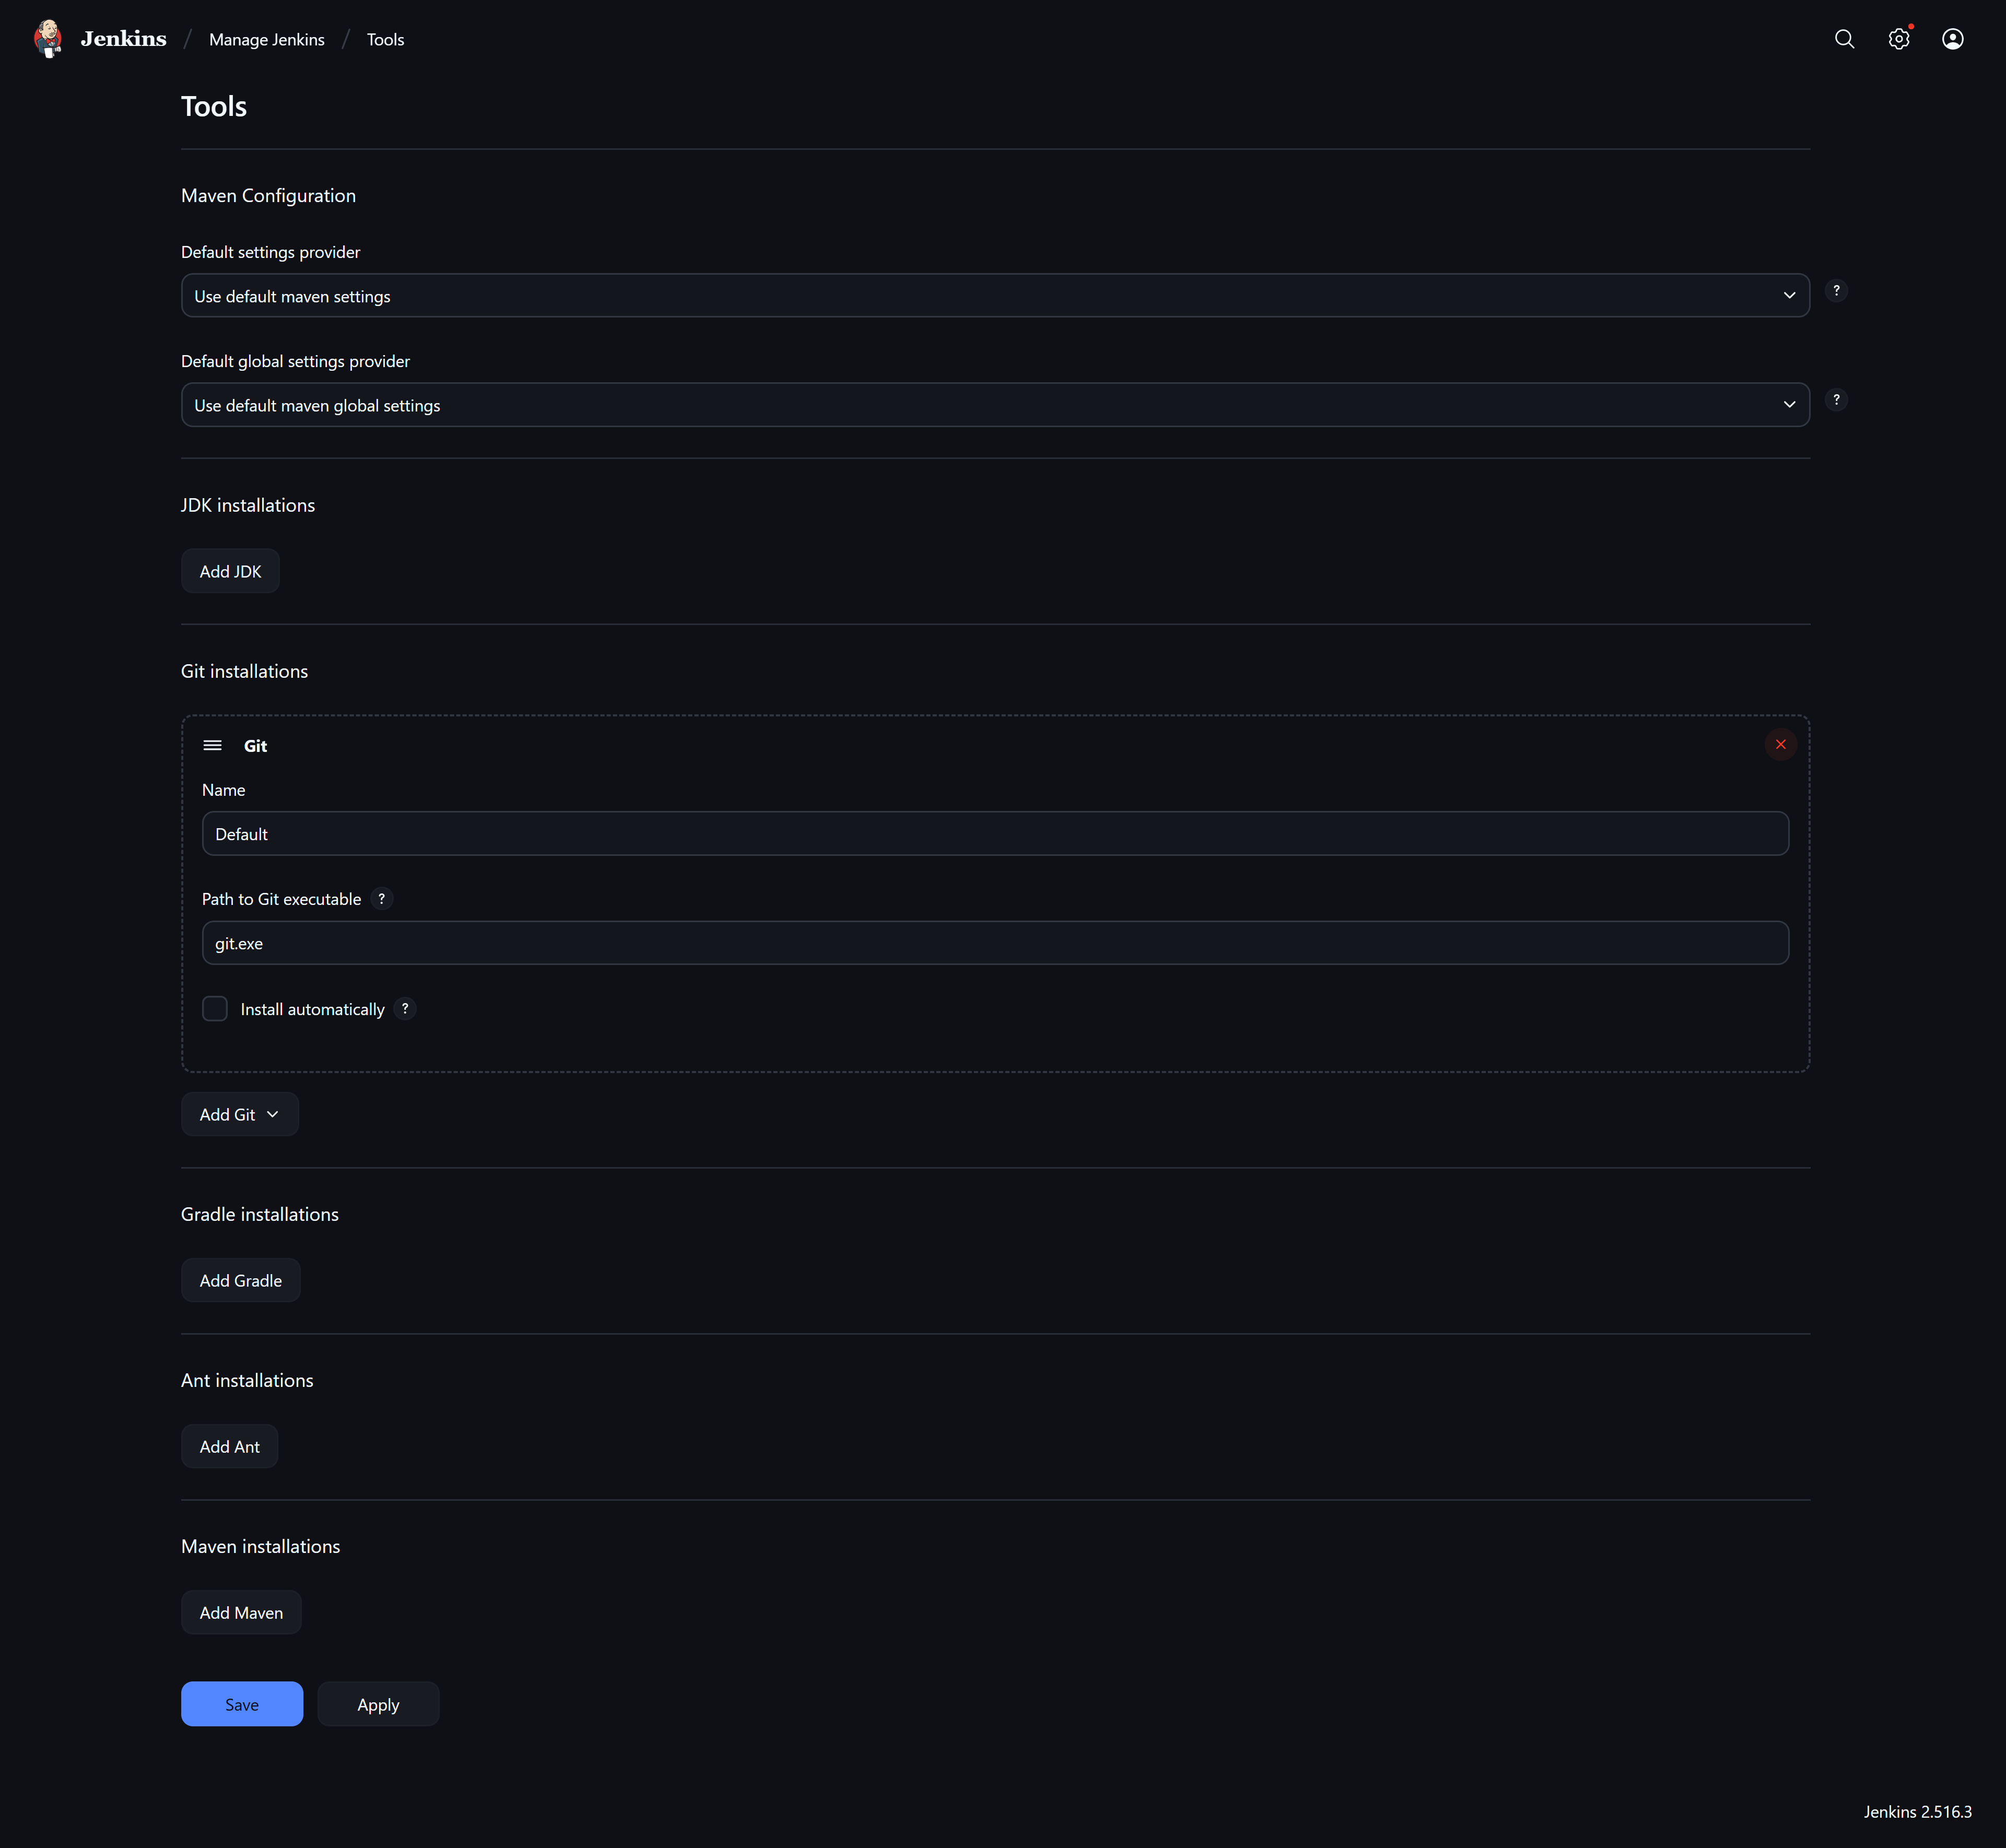 Jenkins / Manage Jenkins / Tools
Tools
Maven Configuration
Default settings provider
Use default maven settings
?
Default global settings provider
Use default maven global settings
?
JDK installations
Add JDK
Git installations
Git
Name
Default
Path to Git executable ?
git.exe
Install automatically ?
Add Git
Gradle installations
Add Gradle
Ant installations
Add Ant
Maven installations
Add Maven
Save Apply
Jenkins 2.516.3